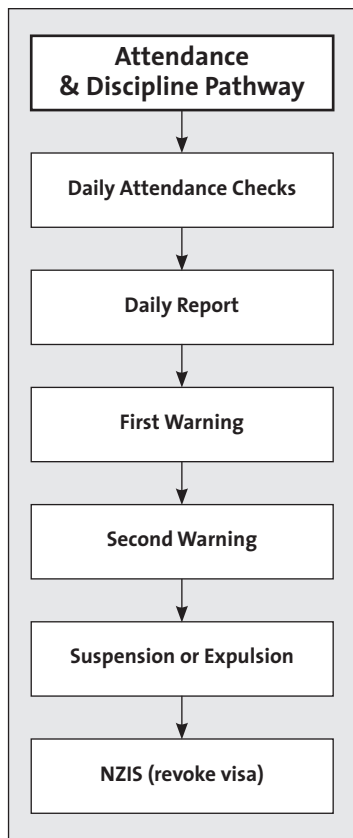 Attendance
& Discipline Pathway
Daily Attendance Checks
Daily Report
First Warning
Second Warning
Suspension or Expulsion
NZIS (revoke visa)